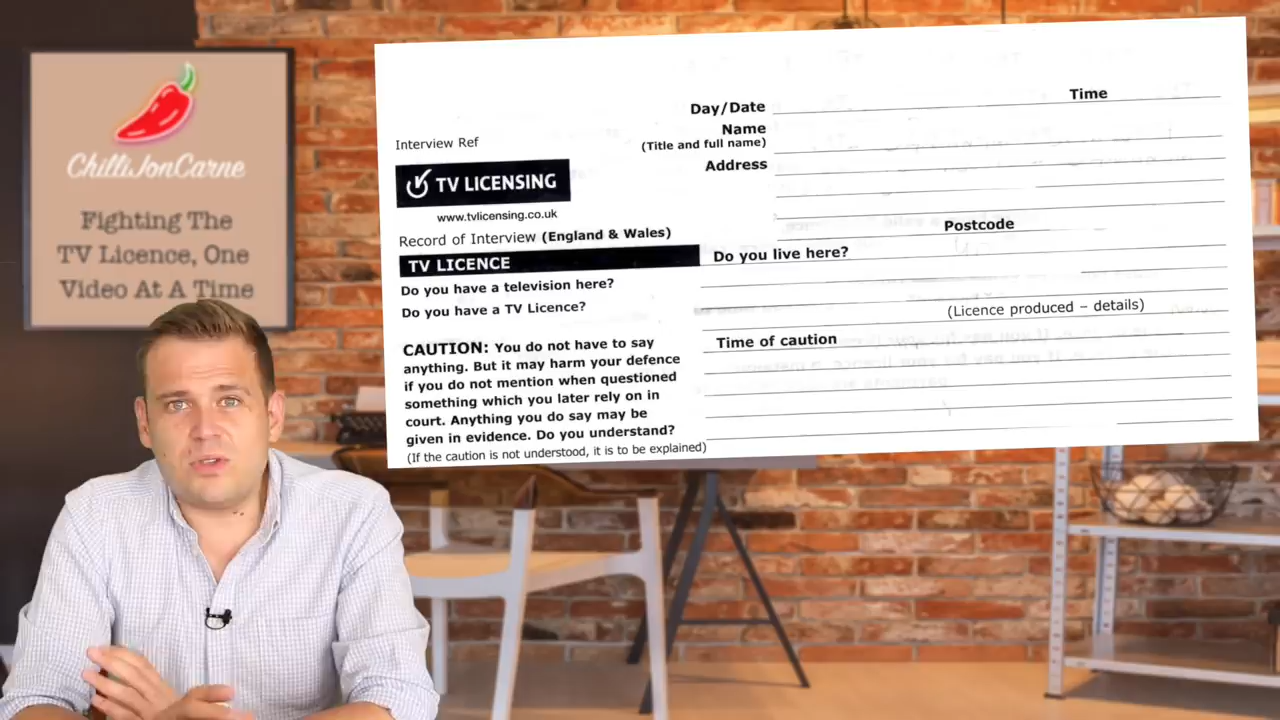 ChilliJonCarne
Fighting The
TV Licence, One
Video At A Time
Day/Date
Time
Name
(Title and full name)
Address
Interview Ref
TV LICENSING
www.tvlicensing.co.uk
Record of Interview (England & Wales)
Postcode
TV LICENCE
Do you live here?
Do you have a television here?
Do you have a TV Licence?
(Licence produced – details)
CAUTION: You do not have to say
anything. But it may harm your defence
if you do not mention when questioned
something which you later rely on in
court. Anything you do say may be
given in evidence. Do you understand?
(If the caution is not understood, it is to be explained)
Time of caution